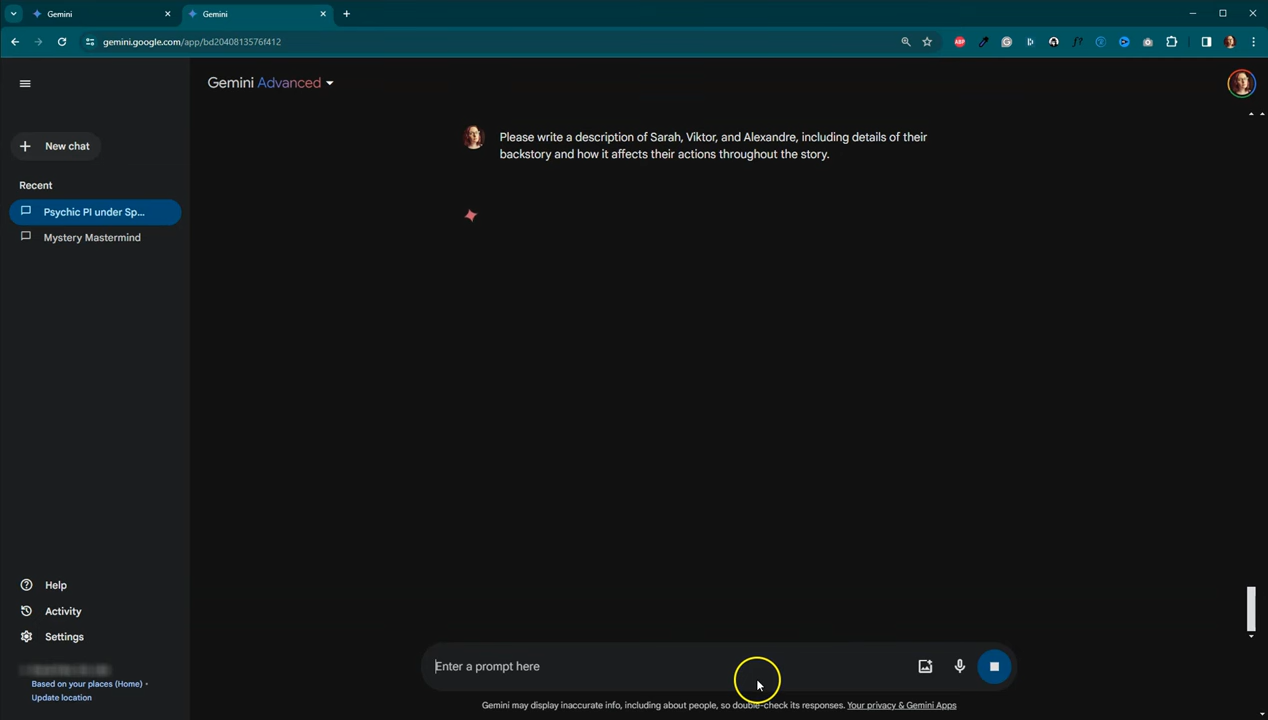 Gemini
Gemini
gemini.google.com/app/bd2040813576f412
Gemini Advanced
New chat
Recent
Psychic PI under Sp...
Mystery Mastermind
Please write a description of Sarah, Viktor, and Alexandre, including details of their
backstory and how it affects their actions throughout the story.
Help
Activity
Settings
Based on your places (Home) •
Update location
Enter a prompt here
Gemini may display inaccurate info, including about people, so double-check its responses. Your privacy & Gemini Apps